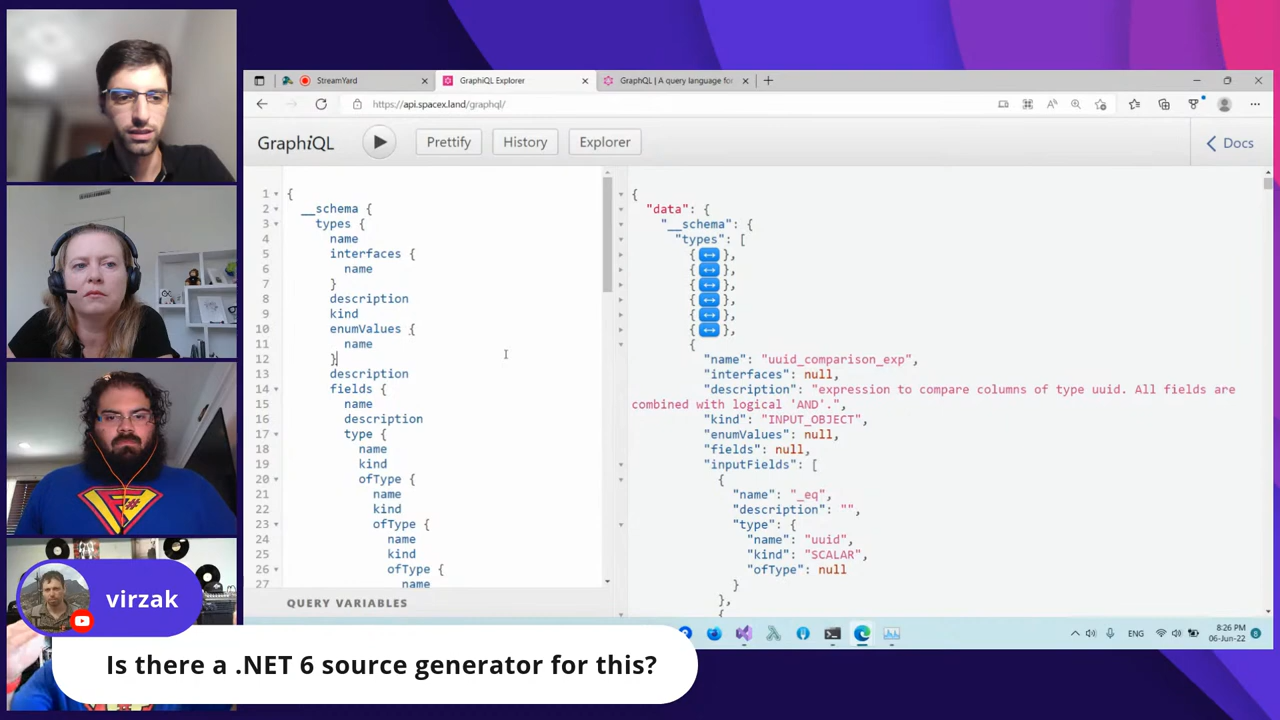 StreamYard
GraphiQL Explorer
GraphQL | A query language for
https://api.spacex.land/graphql/
GraphiQL
Prettify
History
Explorer
Docs
1 {
2 __schema {
3 types {
4 name
5 interfaces {
6 name
7 }
8 description
9 kind
10 enumValues {
11 name
12 }
13 description
14 fields {
15 name
16 description
17 type {
18 name
19 kind
20 ofType {
21 name
22 kind
23 ofType {
24 name
25 kind
26 ofType {
27 name
QUERY VARIABLES
{
"data": {
"__schema": {
"types": [
{ },
{ },
{ },
{ },
{ },
{ },
{
"name": "uuid_comparison_exp",
"interfaces": null,
"description": "expression to compare columns of type uuid. All fields are
combined with logical 'AND'.",
"kind": "INPUT_OBJECT",
"enumValues": null,
"fields": null,
"inputFields": [
{
"name": "_eq",
"description": "",
"type": {
"name": "uuid",
"kind": "SCALAR",
"ofType": null
}
},
{
ENG
8:26 PM
06-Jun-22
8
virzak
Is there a .NET 6 source generator for this?
F#